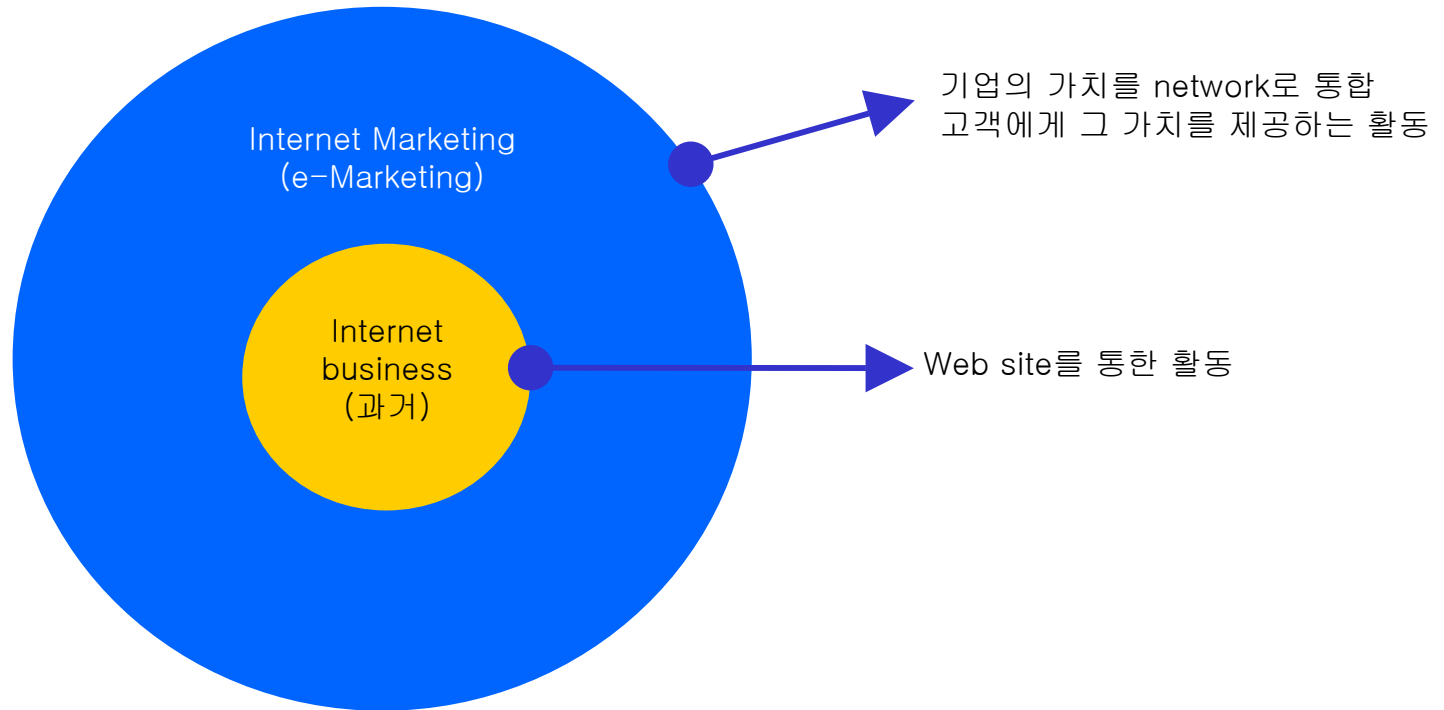 기업의 가치를 network로 통합
고객에게 그 가치를 제공하는 활동
Internet Marketing
(e-Marketing)
Internet
business
(과거)
Web site를 통한 활동